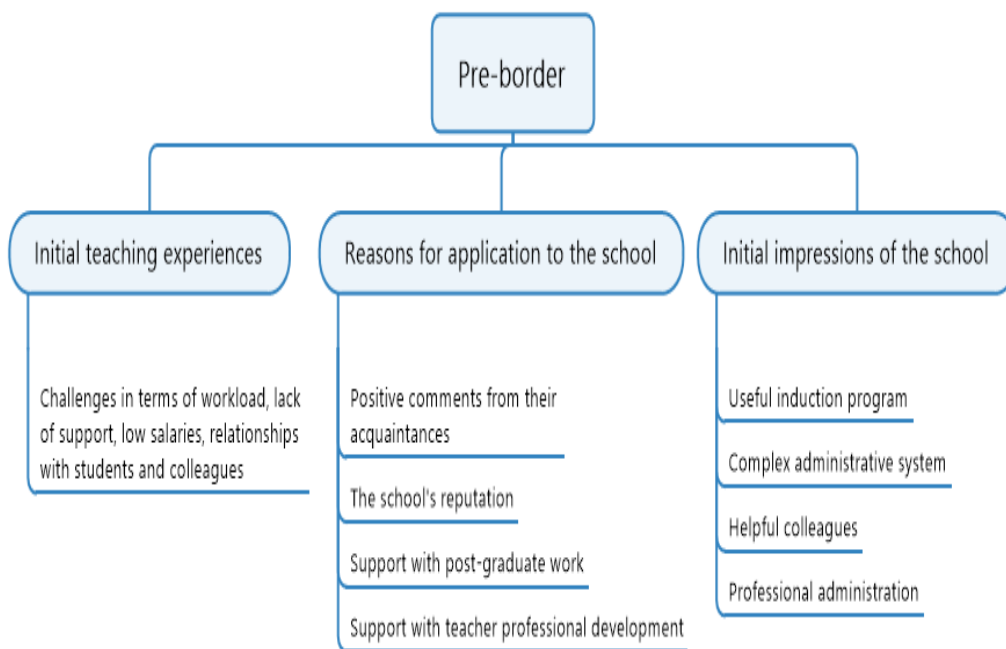 Pre-border
Initial teaching experiences
Challenges in terms of workload, lack
of support, low salaries, relationships
with students and colleagues
Reasons for application to the school
Positive comments from their
acquaintances
The school's reputation
Support with post-graduate work
Support with teacher professional development
Initial impressions of the school
Useful induction program
Complex administrative system
Helpful colleagues
Professional administration